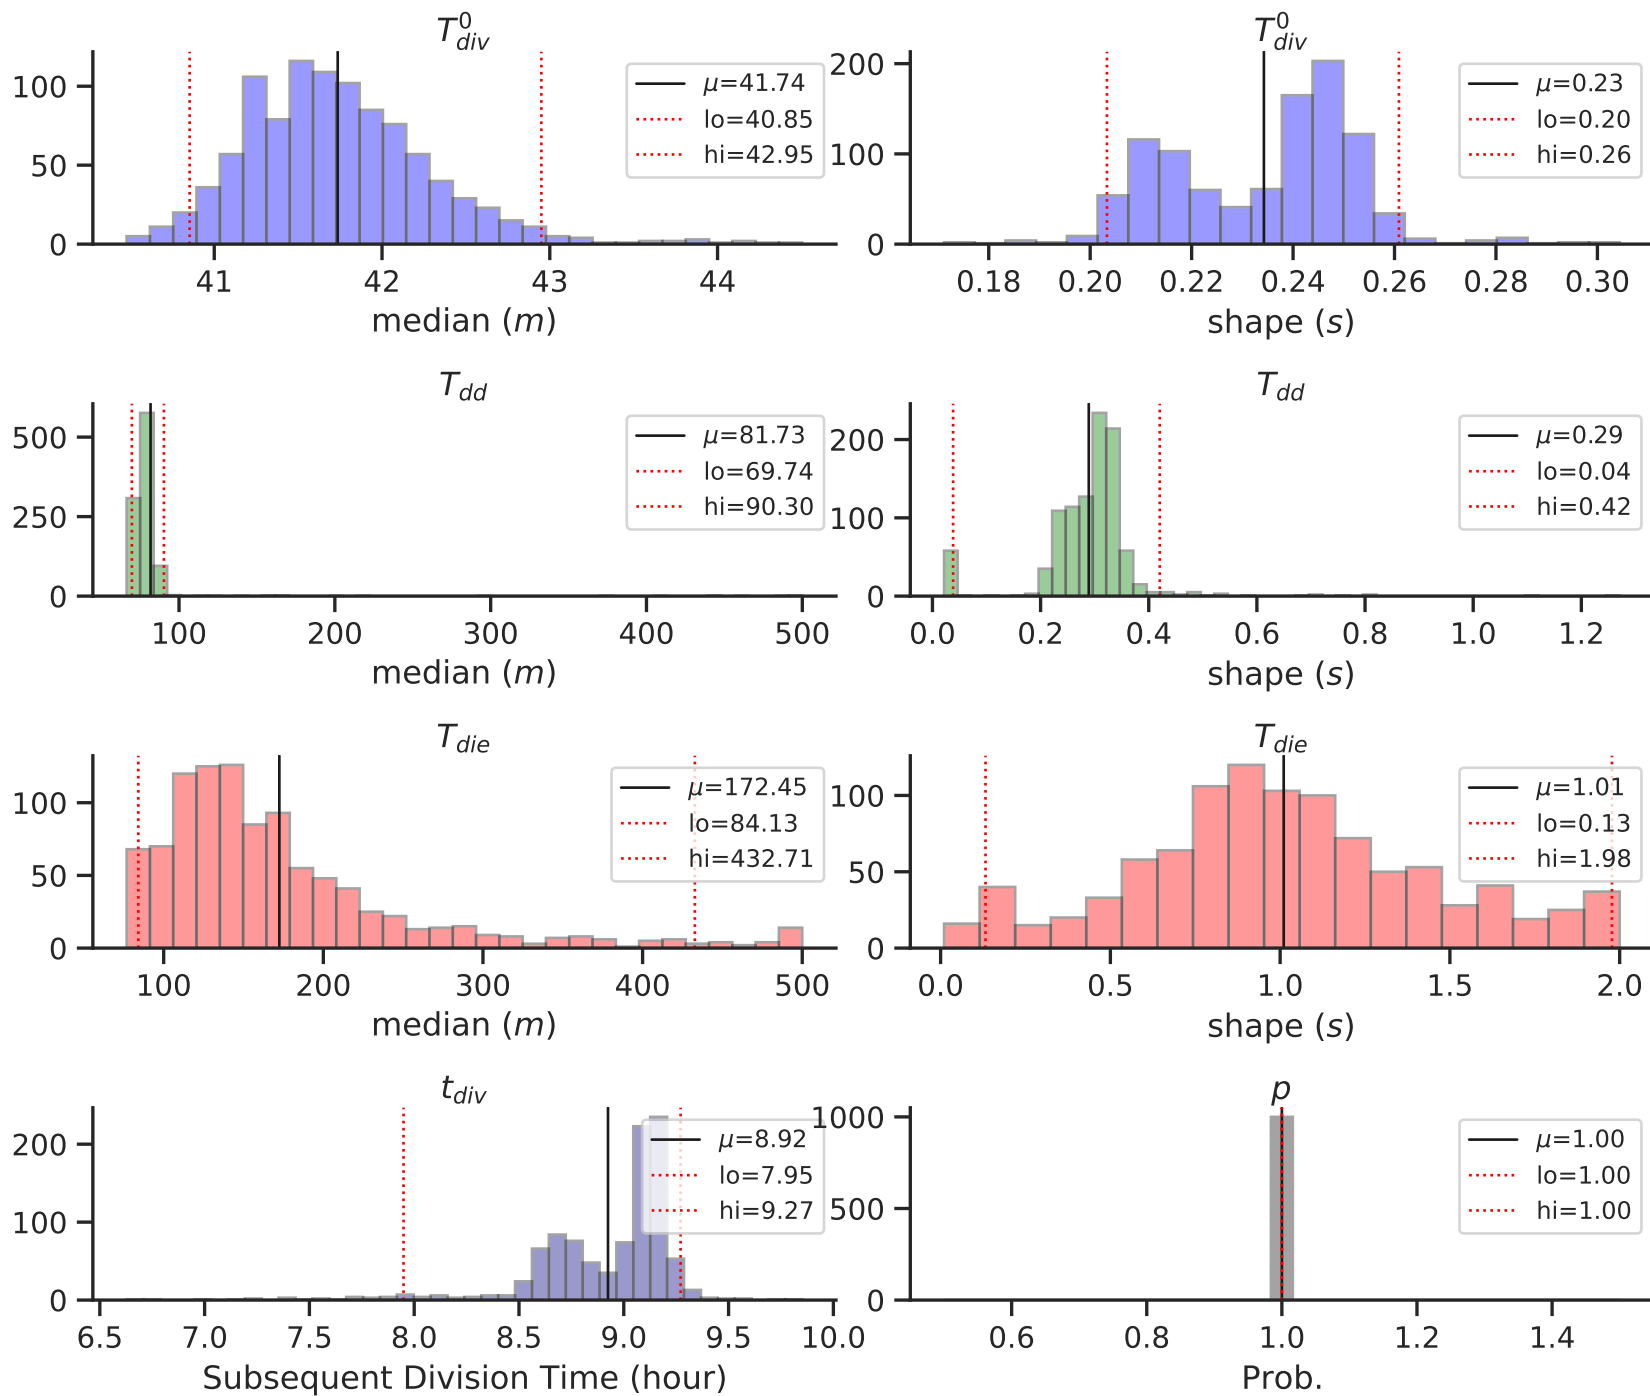 T⁰div
100
50
0
μ=41.74
lo=40.85
hi=42.95
41 42 43 44
median (m)
T⁰div
200
100
0
μ=0.23
lo=0.20
hi=0.26
0.18 0.20 0.22 0.24 0.26 0.28 0.30
shape (s)
Tdd
500
250
0
μ=81.73
lo=69.74
hi=90.30
100 200 300 400 500
median (m)
Tdd
200
100
0
μ=0.29
lo=0.04
hi=0.42
0.0 0.2 0.4 0.6 0.8 1.0 1.2
shape (s)
Tdie
100
50
0
μ=172.45
lo=84.13
hi=432.71
100 200 300 400 500
median (m)
Tdie
100
50
0
μ=1.01
lo=0.13
hi=1.98
0.0 0.5 1.0 1.5 2.0
shape (s)
tdiv
200
100
0
μ=8.92
lo=7.95
hi=9.27
6.5 7.0 7.5 8.0 8.5 9.0 9.5 10.0
Subsequent Division Time (hour)
p
1000
500
0
μ=1.00
lo=1.00
hi=1.00
0.6 0.8 1.0 1.2 1.4
Prob.